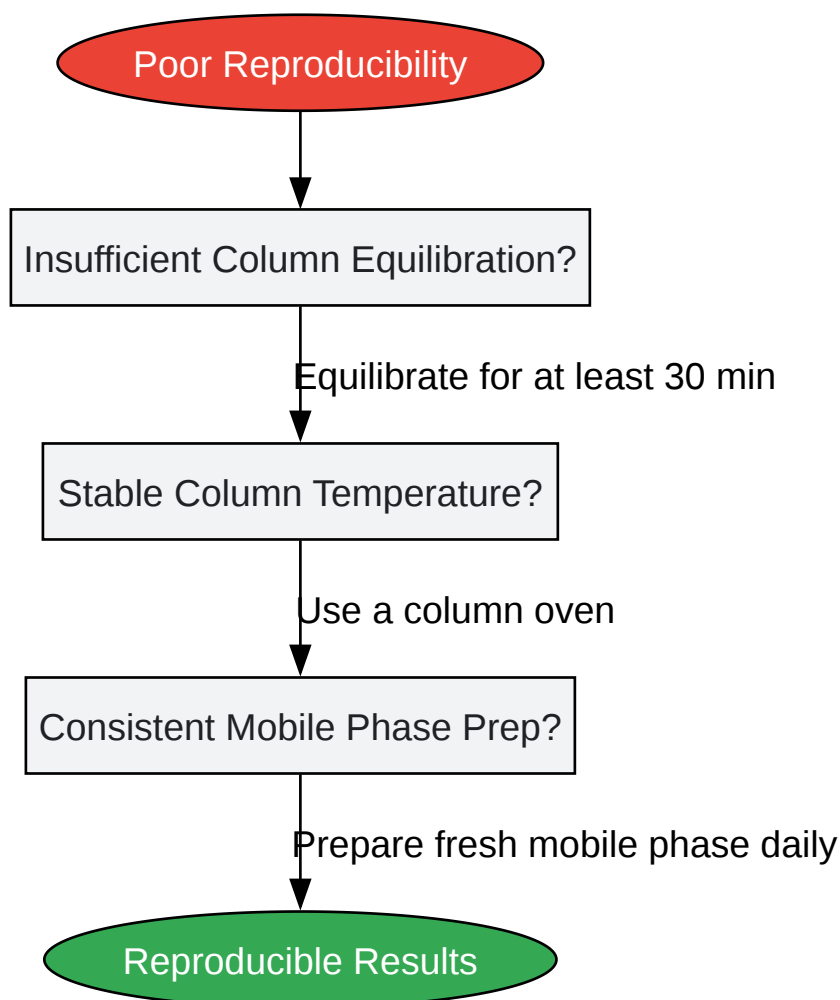 Poor Reproducibility
Insufficient Column Equilibration?
Equilibrate for at least 30 min
Stable Column Temperature?
Use a column oven
Consistent Mobile Phase Prep?
Prepare fresh mobile phase daily
Reproducible Results